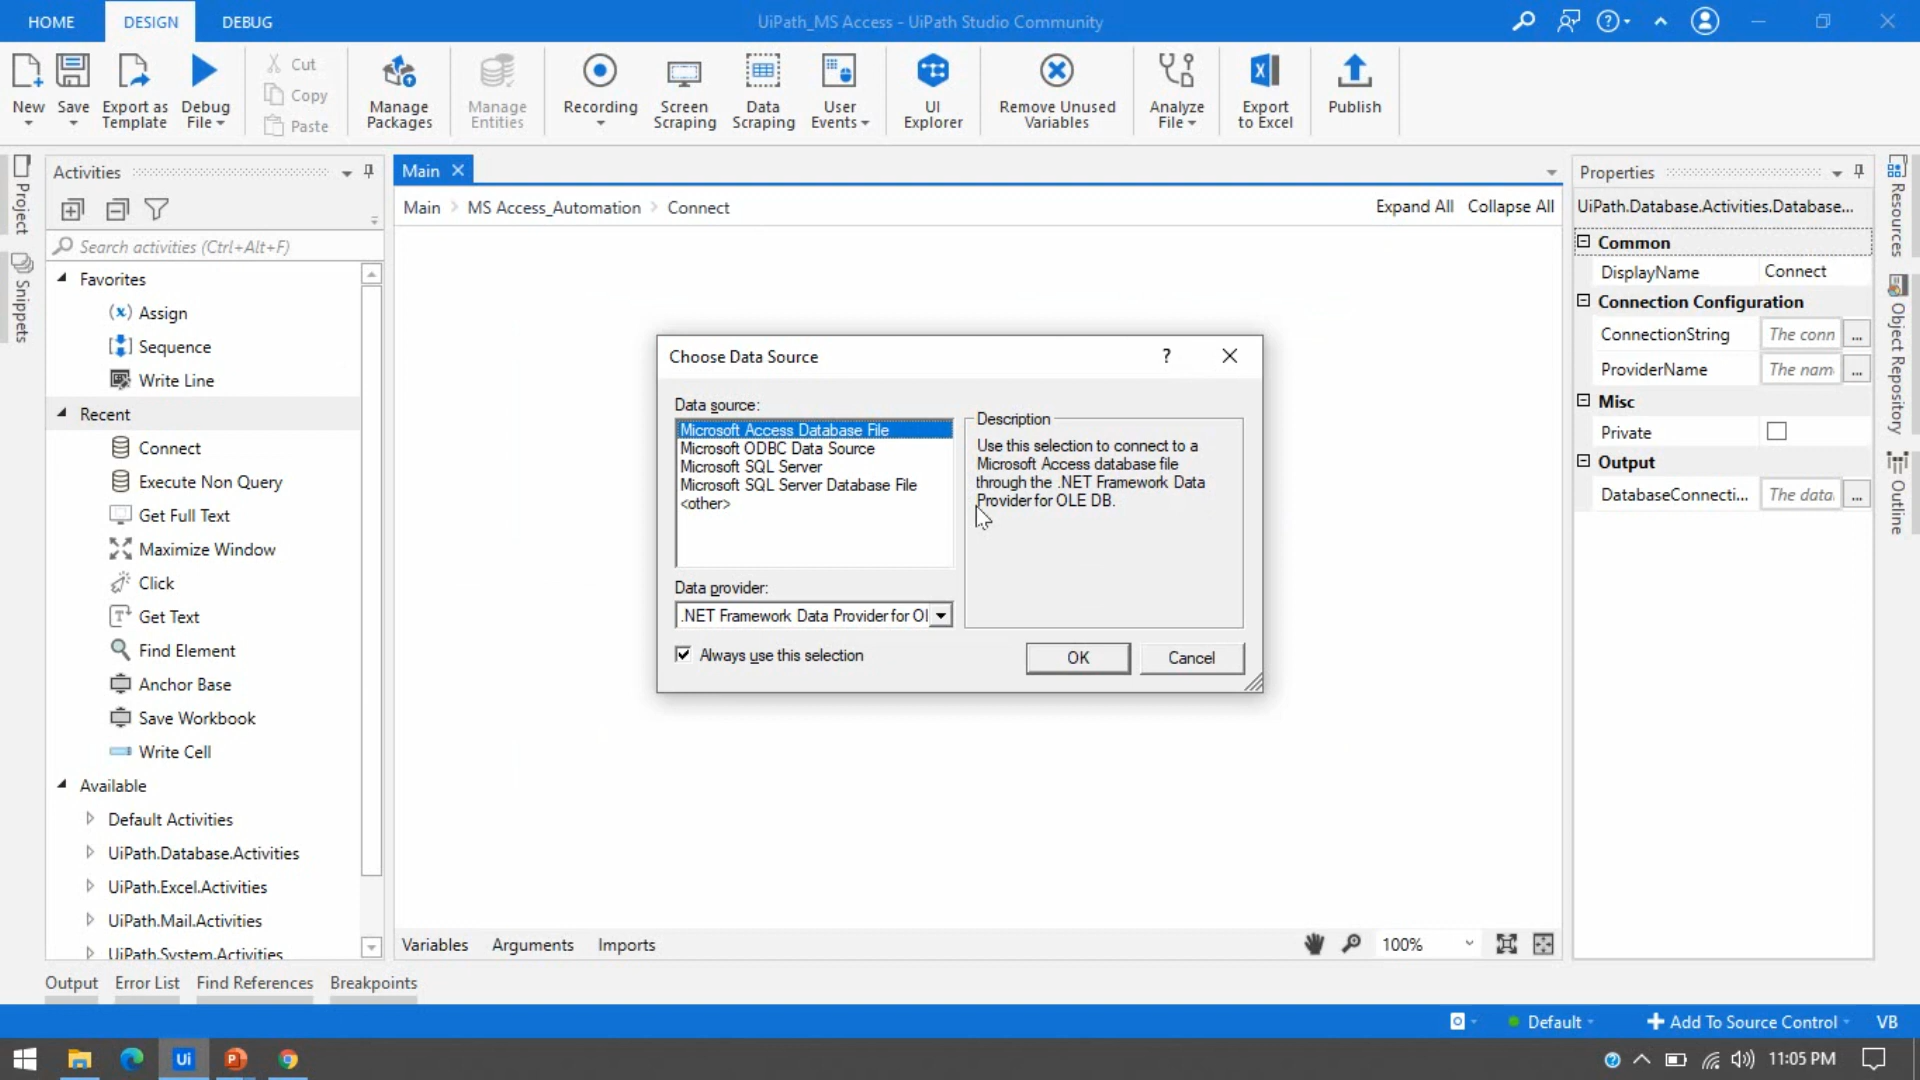 HOME DESIGN DEBUG
UiPath_MS Access - UiPath Studio Community
New
Save
Export as
Template
Debug
File
Cut
Copy
Paste
Manage
Packages
Manage
Entities
Recording
Screen
Scraping
Data
Scraping
User
Events
UI
Explorer
Remove Unused
Variables
Analyze
File
Export
to Excel
Publish
Project
Snippets
Activities
Search activities (Ctrl+Alt+F)
Favorites
Assign
Sequence
Write Line
Recent
Connect
Execute Non Query
Get Full Text
Maximize Window
Click
Get Text
Find Element
Anchor Base
Save Workbook
Write Cell
Available
Default Activities
UiPath.Database.Activities
UiPath.Excel.Activities
UiPath.Mail.Activities
UiPath.System.Activities
Main
Main > MS Access_Automation > Connect
Expand All Collapse All
Choose Data Source ?
Data source:
Microsoft Access Database File
Microsoft ODBC Data Source
Microsoft SQL Server
Microsoft SQL Server Database File
<other>
Description
Use this selection to connect to a
Microsoft Access database file
through the .NET Framework Data
Provider for OLE DB.
Data provider:
.NET Framework Data Provider for Ol
Always use this selection
OK Cancel
Variables Arguments Imports
100%
Properties
UiPath.Database.Activities.Database...
Common
DisplayName Connect
Connection Configuration
ConnectionString The conn ...
ProviderName The nam ...
Misc
Private
Output
DatabaseConnecti... The data ...
Resources
Object Repository
Outline
Output Error List Find References Breakpoints
Default
Add To Source Control
VB
Ui
11:05 PM